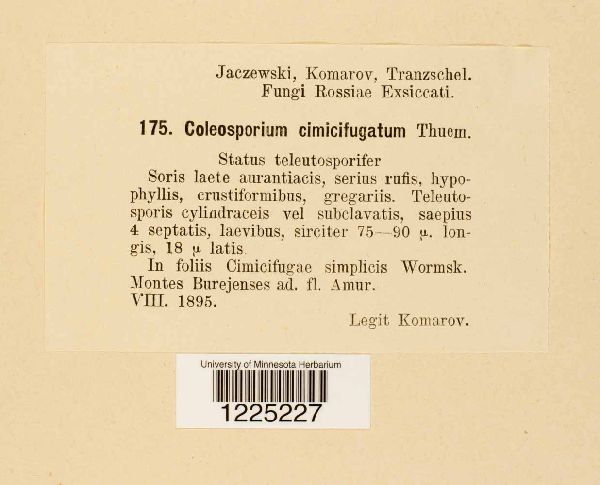 Jaczewski, Komarov, Tranzschel.
Fungi Rossiae Exsiccati.
175. Coleosporium cimicifugatum Thuem.
Status teleutosporifer
Soris laete aurantiacis, serius rufis, hypo-
phyllis, crustiformibus, gregariis. Teleuto-
sporis cylindraceis vel subclavatis, saepius
4 septatis, laevibus, sirciter 75—90 μ. lon-
gis, 18 μ latis.
In foliis Cimicifugae simplicis Wormsk.
Montes Burejenses ad. fl. Amur.
VIII. 1895.
Legit Komarov.
University of Minnesota Herbarium
1225227